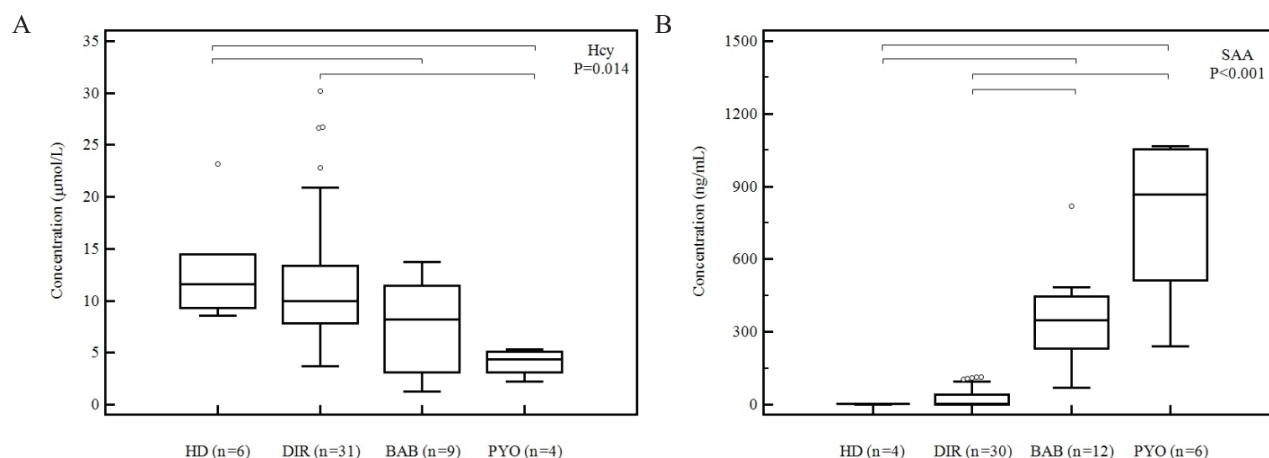 A
Hcy
P=0.014
Concentration (µmol/L)
35
30
25
20
15
10
5
0
HD (n=6) DIR (n=31) BAB (n=9) PYO (n=4)
B
SAA
P<0.001
Concentration (ng/mL)
1500
1200
900
600
300
0
HD (n=4) DIR (n=30) BAB (n=12) PYO (n=6)